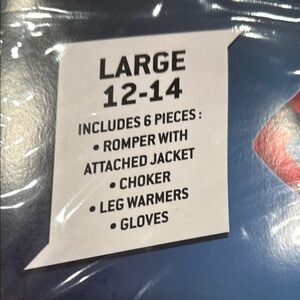 LARGE
12-14
INCLUDES 6 PIECES :
• ROMPER WITH
ATTACHED JACKET
• CHOKER
• LEG WARMERS
• GLOVES